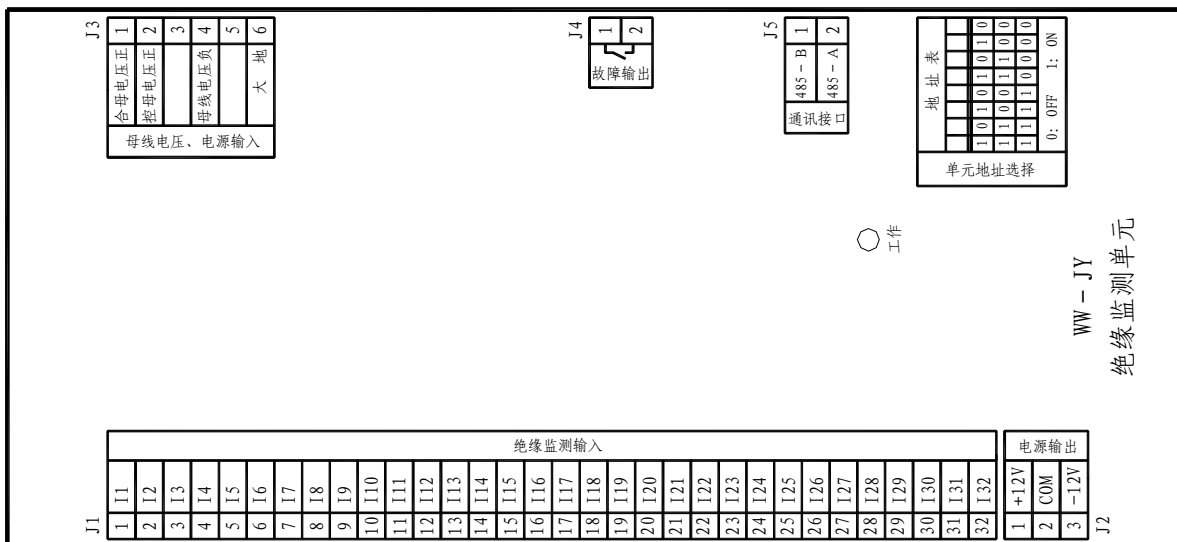 J3
1 合母电压正
2 控母电压正
3
4 母线电压负
5
6 大 地
母线电压、电源输入
J4
1
2
故障输出
J5
1 485-B
2 485-A
通讯接口
地 址 表
1 0 1 0 1 0 1 0
1 1 0 0 1 1 0 0
1 1 1 1 0 0 0 0
0: OFF 1: ON
单元地址选择
工作
WW-JY
绝缘监测单元
绝缘监测输入
I1 I2 I3 I4 I5 I6 I7 I8 I9 I10 I11 I12 I13 I14 I15 I16 I17 I18 I19 I20 I21 I22 I23 I24 I25 I26 I27 I28 I29 I30 I31 I32
1 2 3 4 5 6 7 8 9 10 11 12 13 14 15 16 17 18 19 20 21 22 23 24 25 26 27 28 29 30 31 32
J1
电源输出
1 +12V
2 COM
3 -12V
J2